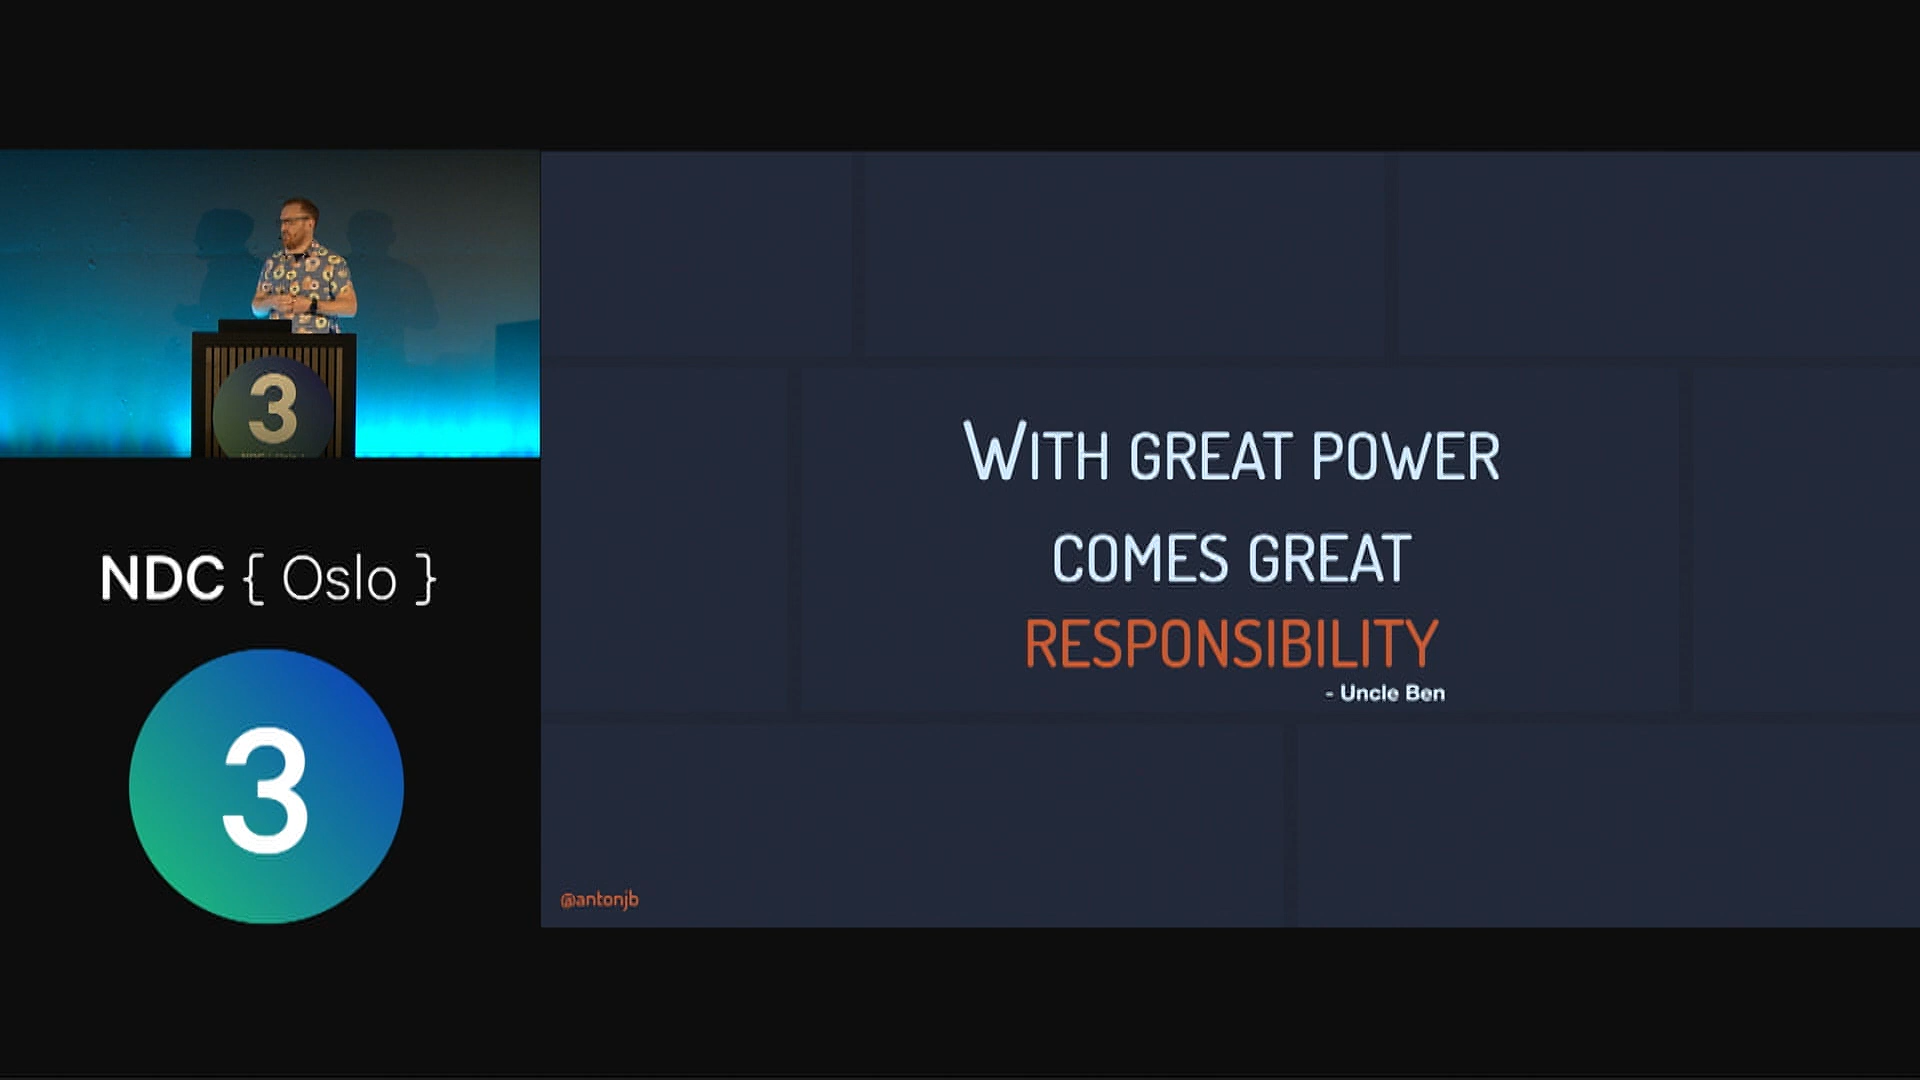 3
NDC { Oslo }
3
WITH GREAT POWER
COMES GREAT
RESPONSIBILITY
- Uncle Ben
@antonjb